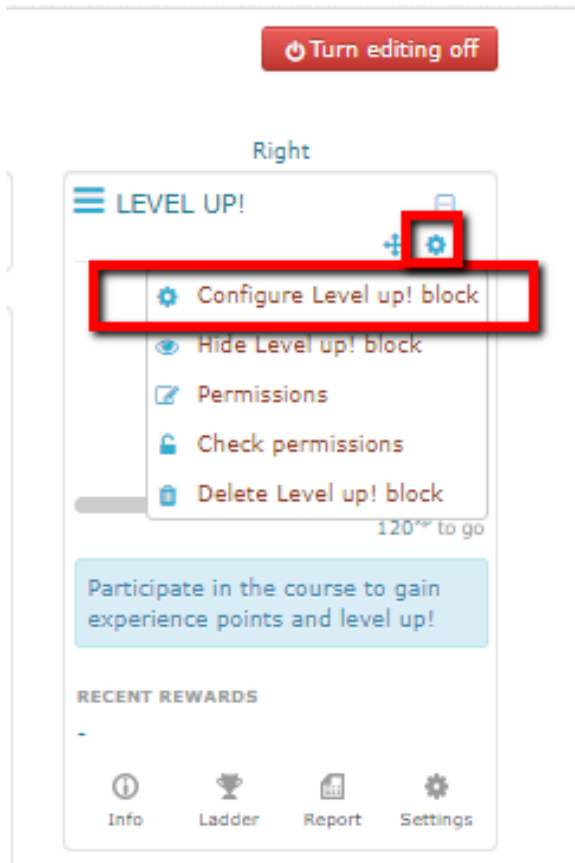 Turn editing off
Right
LEVEL UP!
Configure Level up! block
Hide Level up! block
Permissions
Check permissions
Delete Level up! block
120xp to go
Participate in the course to gain
experience points and level up!
RECENT REWARDS
-
Info Ladder Report Settings